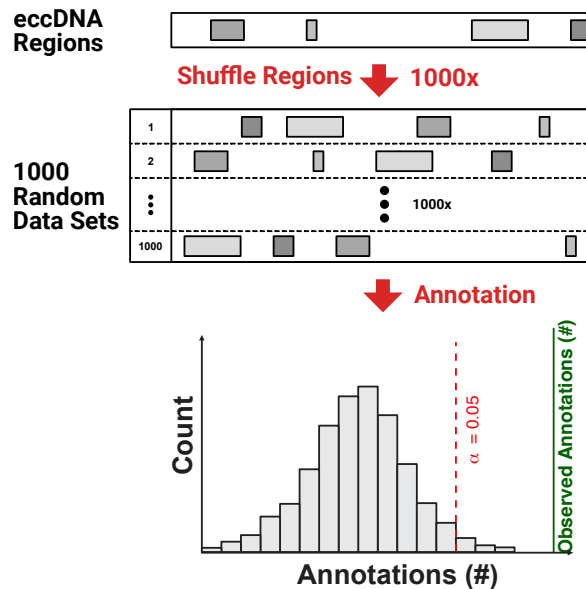 eccDNA
Regions
Shuffle Regions 1000x
1
2
1000
Random
Data Sets
1000x
1000
Annotation
Count
α = 0.05
Observed Annotations (#)
Annotations (#)